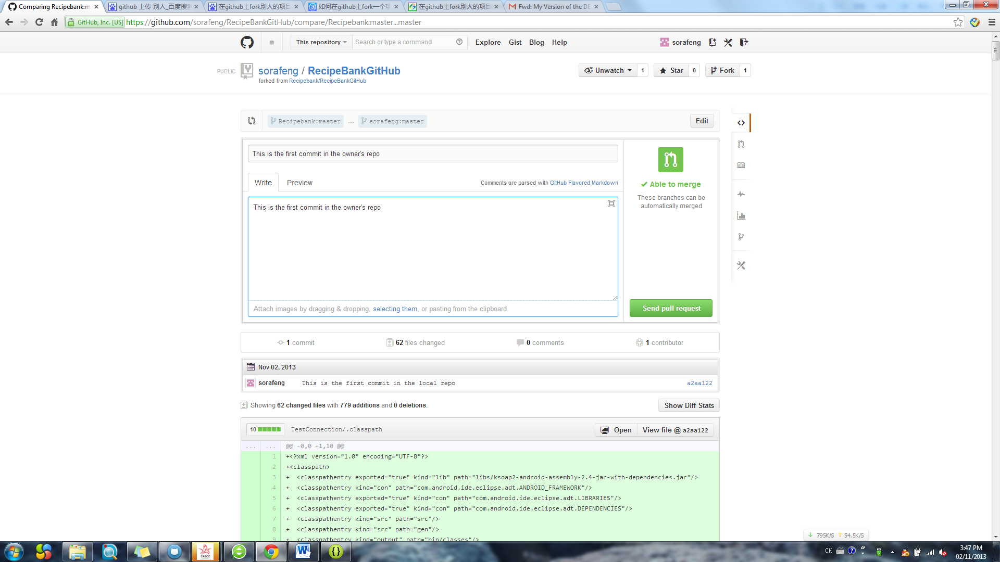 Comparing Recipebank:m
github 上传 别人_百度搜索
在github上fork别人的项目
如何在github上fork一个项
在github上fork别人的项目
Fwd: My Version of the DE
GitHub, Inc. [US] https://github.com/sorafeng/RecipeBankGitHub/compare/Recipebank:master...master
This repository Search or type a command Explore Gist Blog Help sorafeng
PUBLIC sorafeng / RecipeBankGitHub Unwatch 1 Star 0 Fork 1
forked from Recipebank/RecipeBankGitHub
Recipebank:master ... sorafeng:master Edit
This is the first commit in the owner's repo
Write Preview Comments are parsed with GitHub Flavored Markdown
This is the first commit in the owner's repo
Attach images by dragging & dropping, selecting them, or pasting from the clipboard.
Able to merge
These branches can be
automatically merged
Send pull request
1 commit 62 files changed 0 comments 1 contributor
Nov 02, 2013
sorafeng This is the first commit in the local repo a2aa122
Showing 62 changed files with 779 additions and 0 deletions. Show Diff Stats
10 TestConnection/.classpath Open View file @ a2aa122
... ... @@ -0,0 +1,10 @@
1 +<?xml version="1.0" encoding="UTF-8"?>
2 +<classpath>
3 + <classpathentry exported="true" kind="lib" path="libs/ksoap2-android-assembly-2.4-jar-with-dependencies.jar"/>
4 + <classpathentry kind="con" path="com.android.ide.eclipse.adt.ANDROID_FRAMEWORK"/>
5 + <classpathentry exported="true" kind="con" path="com.android.ide.eclipse.adt.LIBRARIES"/>
6 + <classpathentry exported="true" kind="con" path="com.android.ide.eclipse.adt.DEPENDENCIES"/>
7 + <classpathentry kind="src" path="src"/>
8 + <classpathentry kind="src" path="gen"/>
9 + <classpathentry kind="output" path="bin/classes"/>
795K/S 54.5K/S
CASCC
CH
3:47 PM
02/11/2013